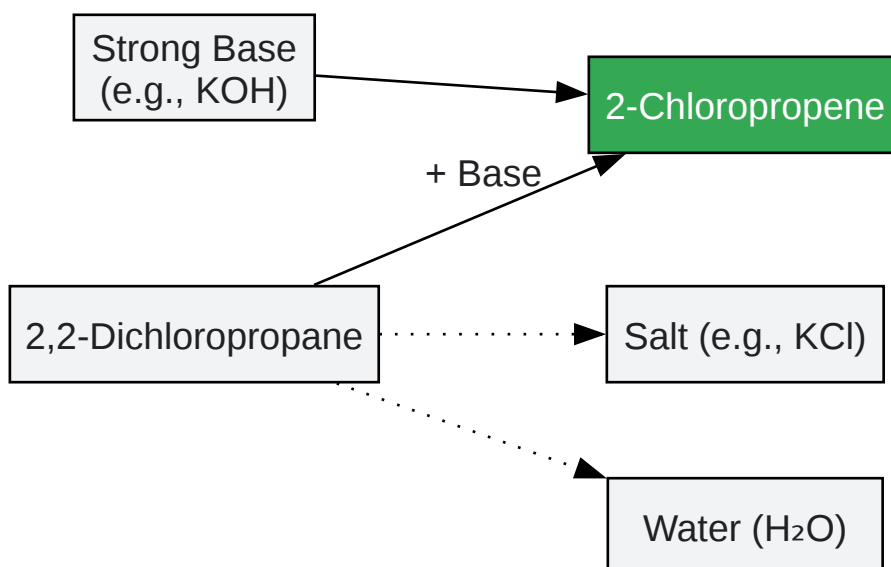 Strong Base
(e.g., KOH)
2-Chloropropene
+ Base
2,2-Dichloropropane
Salt (e.g., KCl)
Water (H₂O)